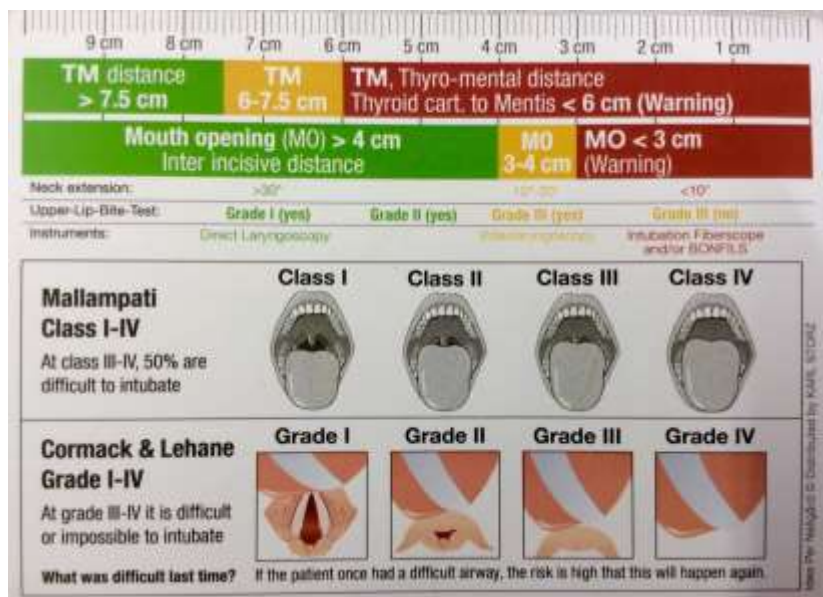 9 cm 8 cm 7 cm 6 cm 5 cm 4 cm 3 cm 2 cm 1 cm
TM distance
> 7.5 cm
TM
6-7.5 cm
TM, Thyro-mental distance
Thyroid cart. to Mentis < 6 cm (Warning)
Mouth opening (MO) > 4 cm
Inter incisive distance
MO
3-4 cm
MO < 3 cm
(Warning)
Neck extension: >30° <10°
Upper-Lip-Bite-Test: Grade I (yes) Grade II (yes) Grade III (yes) Grade III (no)
Instruments: Direct Laryngoscopy Intubation Fiberscope
and/or BONFILS
Mallampati
Class I-IV
At class III-IV, 50% are
difficult to intubate
Class I Class II Class III Class IV
Cormack & Lehane
Grade I-IV
At grade III-IV it is difficult
or impossible to intubate
Grade I Grade II Grade III Grade IV
What was difficult last time? If the patient once had a difficult airway, the risk is high that this will happen again.
Per © Distributed by KARL STORZ